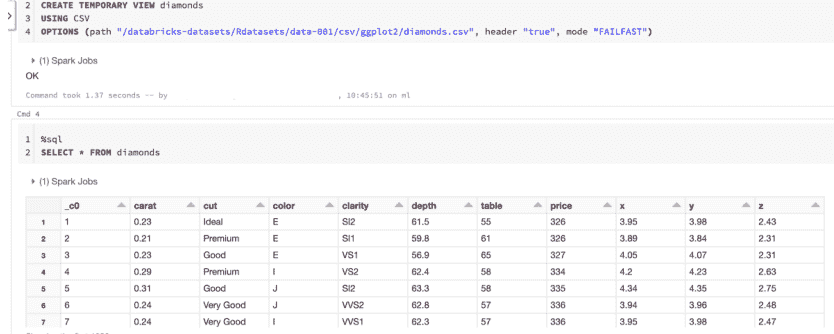 2 CREATE TEMPORARY VIEW diamonds
3 USING CSV
4 OPTIONS (path "/databricks-datasets/Rdatasets/data-001/csv/ggplot2/diamonds.csv", header "true", mode "FAILFAST")
(1) Spark Jobs
OK
Command took 1.37 seconds -- by , 10:45:51 on ml
Cmd 4
1 %sql
2 SELECT * FROM diamonds
(1) Spark Jobs
_c0 carat cut color clarity depth table price x y z
1 1 0.23 Ideal E SI2 61.5 55 326 3.95 3.98 2.43
2 2 0.21 Premium E SI1 59.8 61 326 3.89 3.84 2.31
3 3 0.23 Good E VS1 56.9 65 327 4.05 4.07 2.31
4 4 0.29 Premium I VS2 62.4 58 334 4.2 4.23 2.63
5 5 0.31 Good J SI2 63.3 58 335 4.34 4.35 2.75
6 6 0.24 Very Good J VVS2 62.8 57 336 3.94 3.96 2.48
7 7 0.24 Very Good I VVS1 62.3 57 336 3.95 3.98 2.47